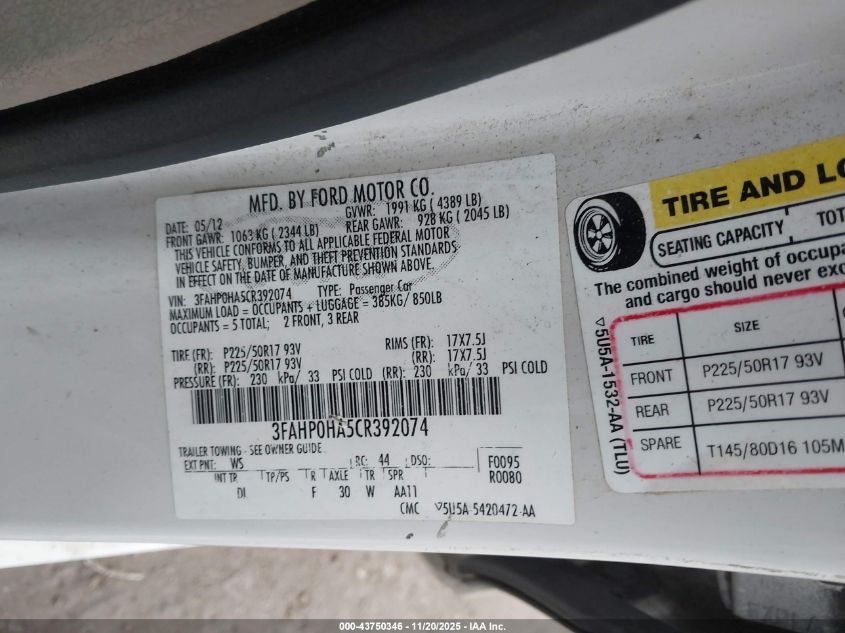 MFD. BY FORD MOTOR CO.
DATE: 05/12 GVWR: 1991 KG ( 4389 LB)
FRONT GAWR: 1063 KG ( 2344 LB) REAR GAWR: 928 KG ( 2045 LB)
THIS VEHICLE CONFORMS TO ALL APPLICABLE FEDERAL MOTOR
VEHICLE SAFETY, BUMPER, AND THEFT PREVENTION STANDARDS
IN EFFECT ON THE DATE OF MANUFACTURE SHOWN ABOVE.
VIN: 3FAHP0HA5CR392074 TYPE: Passenger Car
MAXIMUM LOAD = OCCUPANTS + LUGGAGE = 385KG/ 850LB
OCCUPANTS = 5 TOTAL; 2 FRONT, 3 REAR
TIRE (FR): P225/50R17 93V RIMS (FR): 17X7.5J
(RR): P225/50R17 93V (RR): 17X7.5J
PRESSURE (FR): 230 kPa/ 33 PSI COLD (RR): 230 kPa/ 33 PSI COLD
3FAHP0HA5CR392074
TRAILER TOWING - SEE OWNER GUIDE
EXT PNT: WS RC: 44 DSO: F0095
R0080
INT TR TP/PS R AXLE TR SPR
DI F 30 W AA11
CMC ▽5U5A-5420472-AA
TIRE AND LO
SEATING CAPACITY TOT
The combined weight of occupa
and cargo should never exc
▽5U5A-1532-AA (TLU)
TIRE SIZE
FRONT P225/50R17 93V
REAR P225/50R17 93V
SPARE T145/80D16 105M
000-43750346 - 11/20/2025 - IAA Inc.